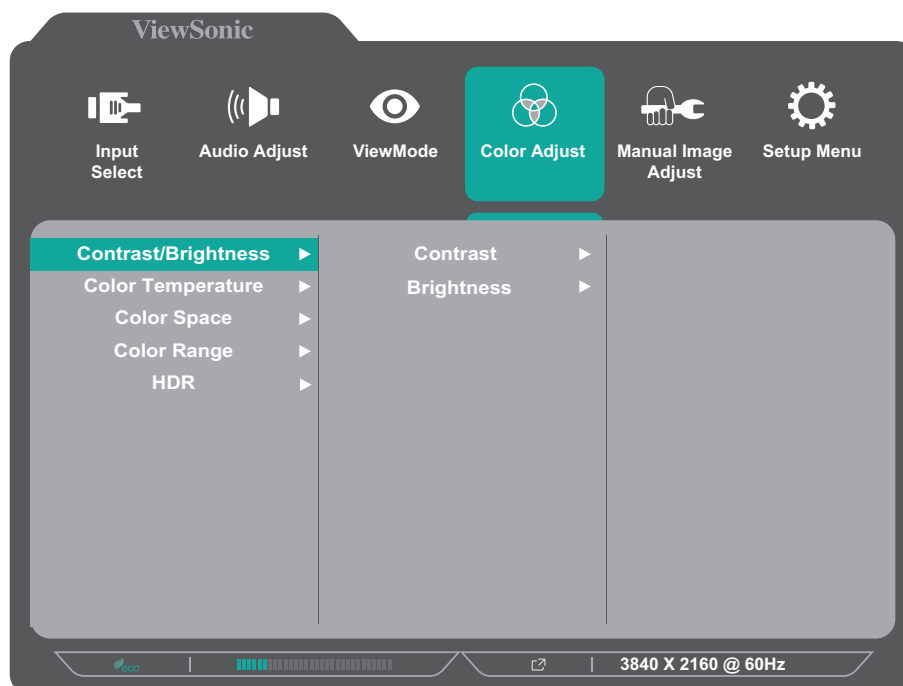 ViewSonic
Input Select
Audio Adjust
ViewMode
Color Adjust
Manual Image Adjust
Setup Menu
Contrast/Brightness
Contrast
Color Temperature
Brightness
Color Space
Color Range
HDR
eco
3840 X 2160 @ 60Hz